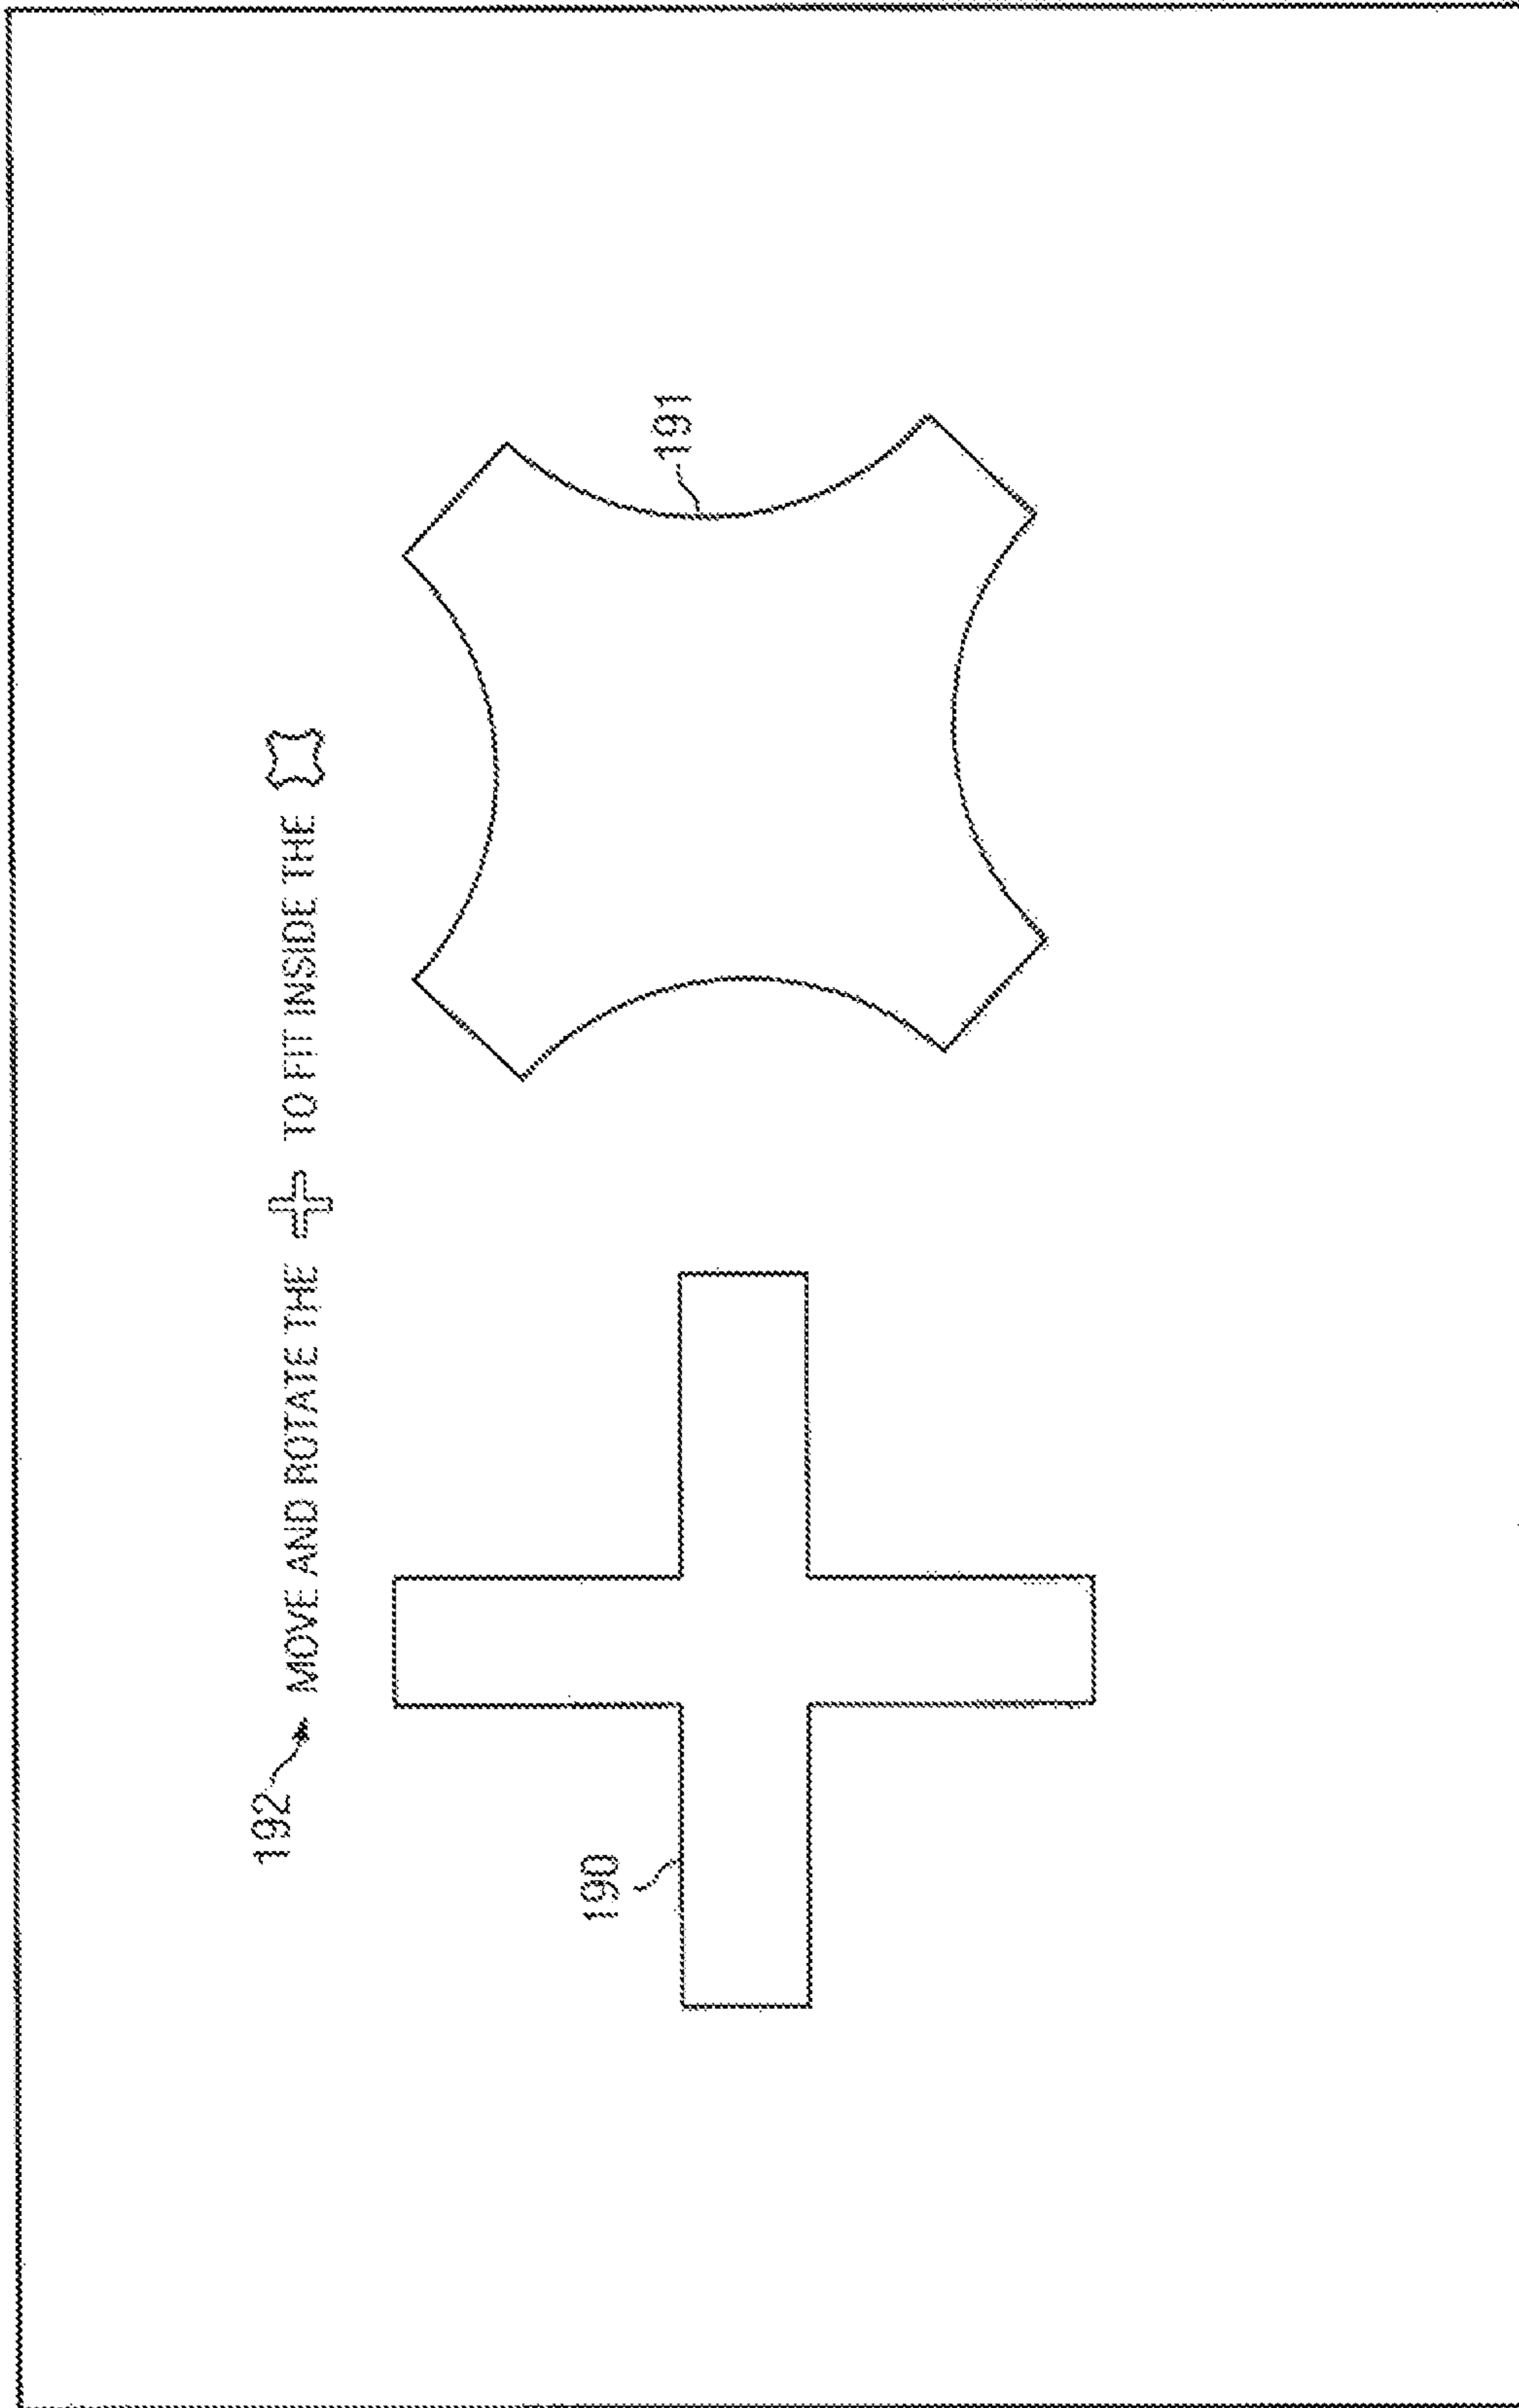 192 MOVE AND ROTATE THE TO FIT INSIDE THE
190
191